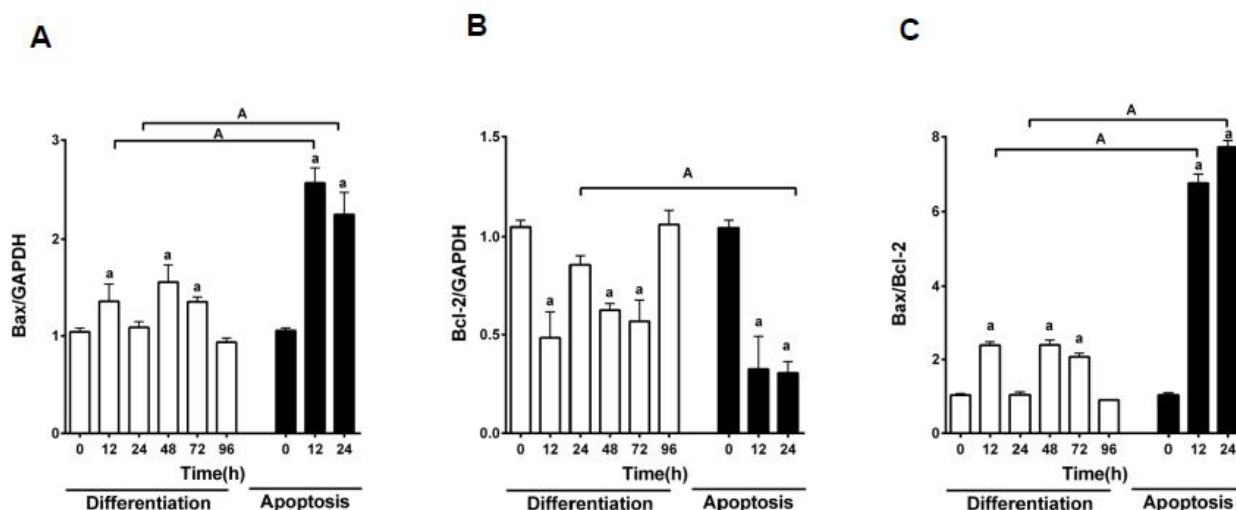 A
A
A
3
2
1
0
a
a
a
a
a
Bax/GAPDH
0 12 24 48 72 96 0 12 24
Time(h)
Differentiation Apoptosis
B
A
1.5
1.0
0.5
0.0
a
a
a
a
a
Bcl-2/GAPDH
0 12 24 48 72 96 0 12 24
Time(h)
Differentiation Apoptosis
C
A
A
8
6
4
2
0
a
a
a
a
a
Bax/Bcl-2
0 12 24 48 72 96 0 12 24
Time(h)
Differentiation Apoptosis